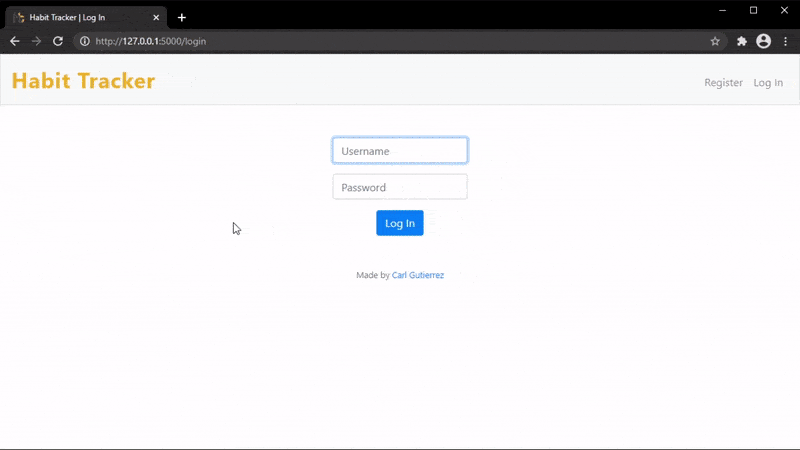 Habit Tracker | Log In
http://127.0.0.1:5000/login
Habit Tracker
Register Log In
Username
Password
Log In
Made by Carl Gutierrez